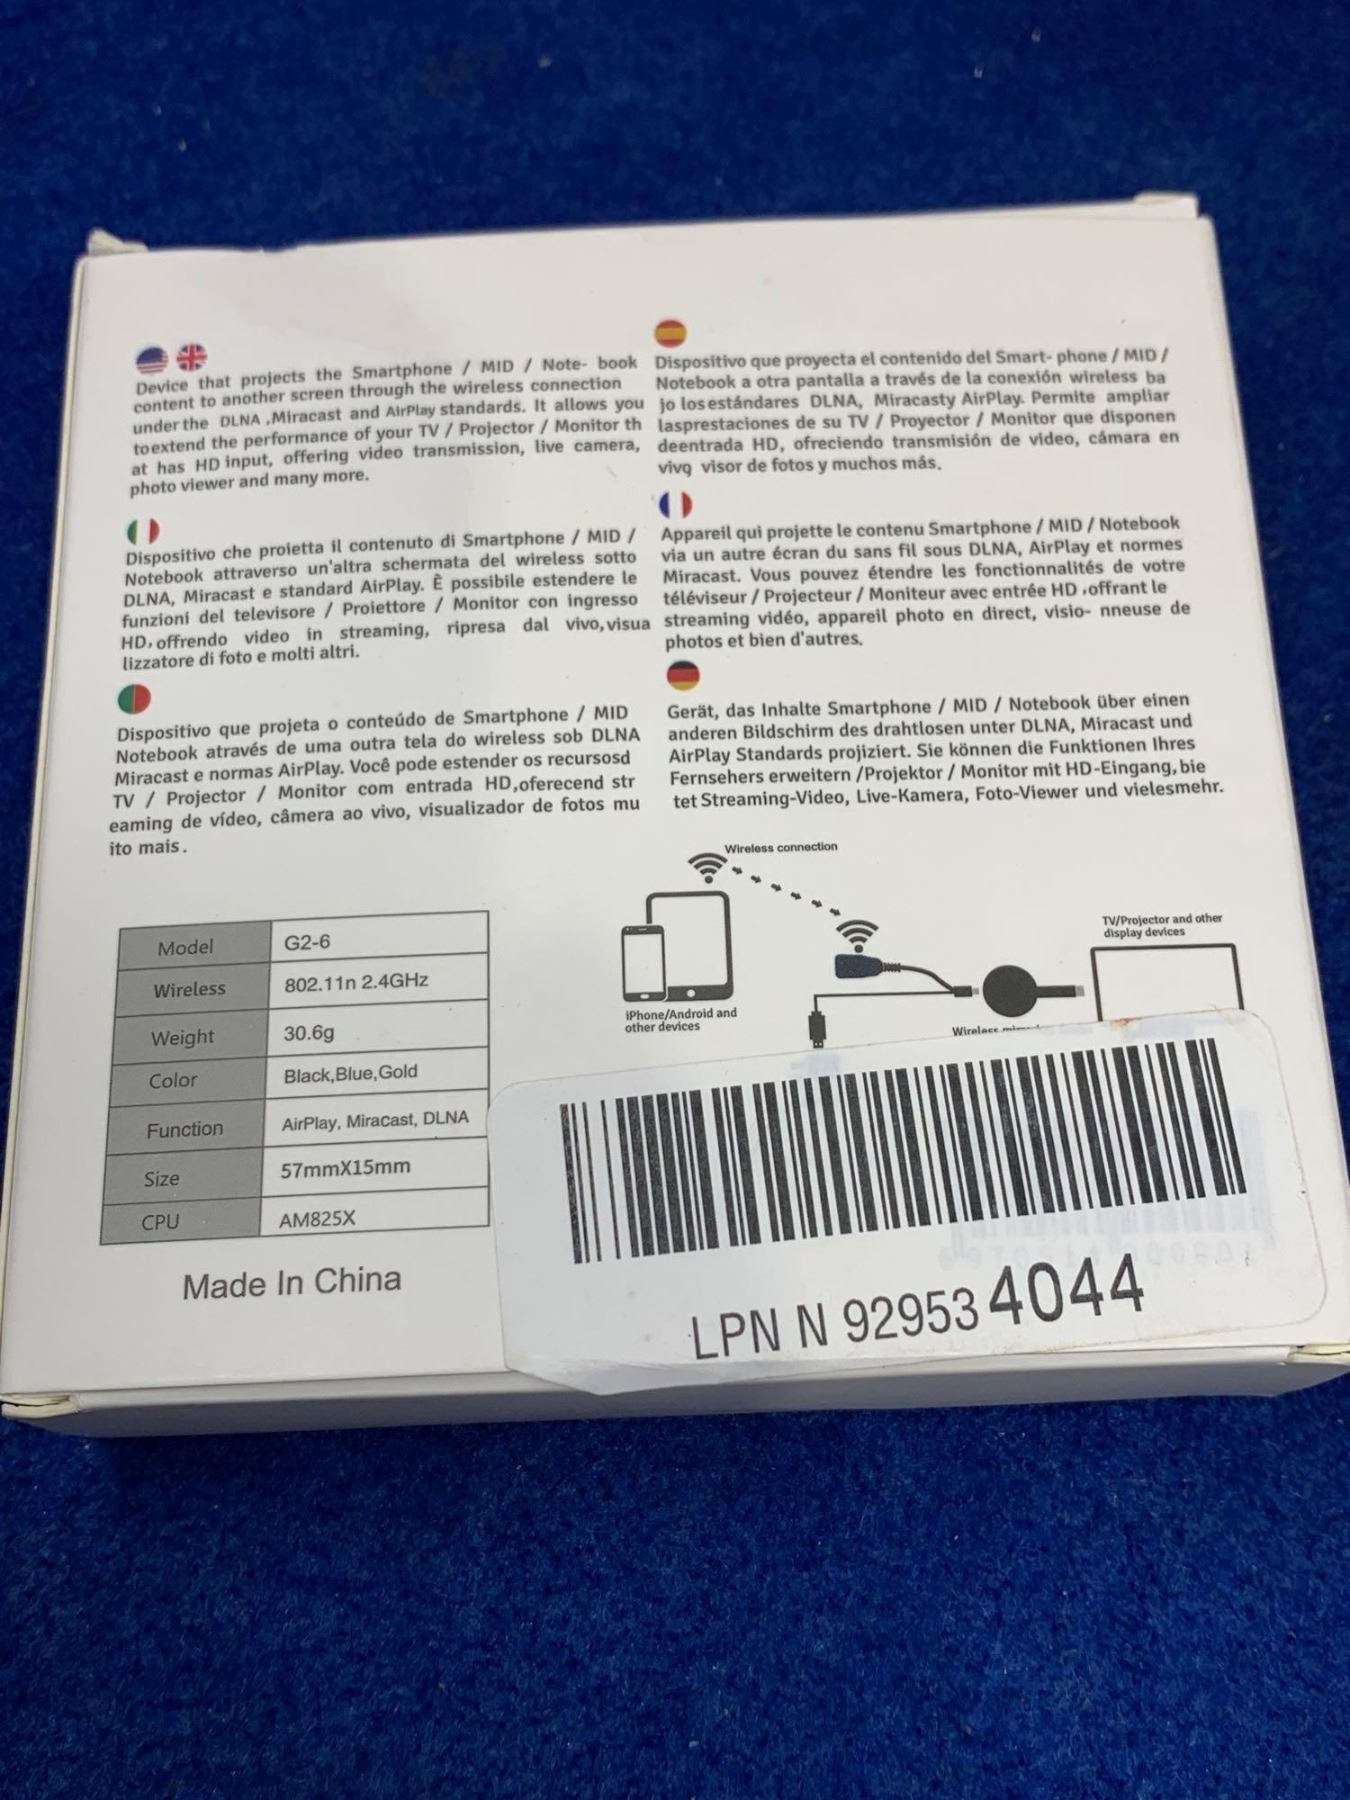 Device that projects the Smartphone / MID / Note- book
content to another screen through the wireless connection
under the DLNA ,Miracast and AirPlay standards. It allows you
toextend the performance of your TV / Projector / Monitor th
at has HD input, offering video transmission, live camera,
photo viewer and many more.
Dispositivo que proyecta el contenido del Smart- phone / MID /
Notebook a otra pantalla a través de la conexión wireless ba
jo los estándares DLNA, Miracasty AirPlay. Permite ampliar
lasprestaciones de su TV / Proyector / Monitor que disponen
deentrada HD, ofreciendo transmisión de video, cámara en
vivq visor de fotos y muchos más.
Dispositivo che proietta il contenuto di Smartphone / MID /
Notebook attraverso un'altra schermata del wireless sotto
DLNA, Miracast e standard AirPlay. È possibile estendere le
funzioni del televisore / Proiettore / Monitor con ingresso
HD, offrendo video in streaming, ripresa dal vivo, visua
lizzatore di foto e molti altri.
Appareil qui projette le contenu Smartphone / MID / Notebook
via un autre écran du sans fil sous DLNA, AirPlay et normes
Miracast. Vous pouvez étendre les fonctionnalités de votre
téléviseur / Projecteur / Moniteur avec entrée HD ,offrant le
streaming vidéo, appareil photo en direct, visio- nneuse de
photos et bien d'autres.
Dispositivo que projeta o conteúdo de Smartphone / MID
Notebook através de uma outra tela do wireless sob DLNA
Miracast e normas AirPlay. Você pode estender os recursosd
TV / Projector / Monitor com entrada HD,oferecend str
eaming de vídeo, câmera ao vivo, visualizador de fotos mu
ito mais.
Gerät, das Inhalte Smartphone / MID / Notebook über einen
anderen Bildschirm des drahtlosen unter DLNA, Miracast und
AirPlay Standards projiziert. Sie können die Funktionen Ihres
Fernsehers erweitern /Projektor / Monitor mit HD-Eingang, bie
tet Streaming-Video, Live-Kamera, Foto-Viewer und vielesmehr.
Wireless connection
TV/Projector and other
display devices
iPhone/Android and
other devices
Wireless
Model G2-6
Wireless 802.11n 2.4GHz
Weight 30.6g
Color Black,Blue,Gold
Function AirPlay, Miracast, DLNA
Size 57mmX15mm
CPU AM825X
Made In China
LPN N 929534044